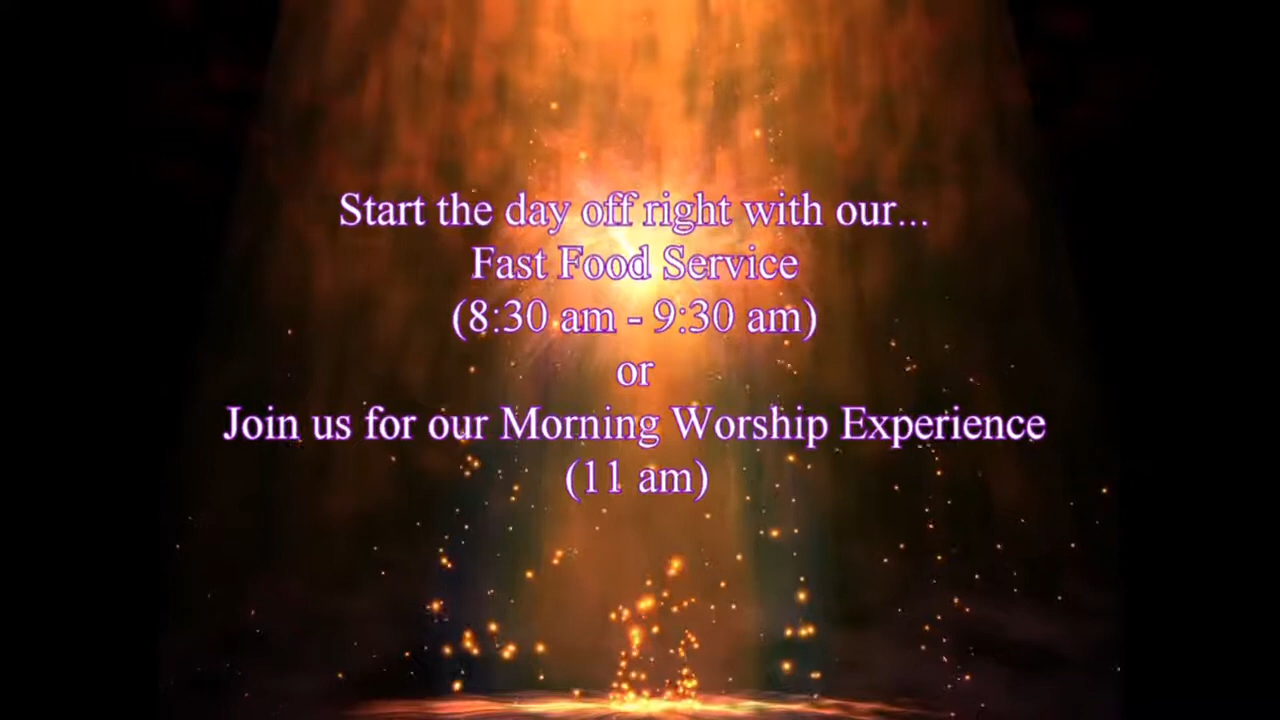 Start the day off right with our...
Fast Food Service
(8:30 am - 9:30 am)
or
Join us for our Morning Worship Experience
(11 am)